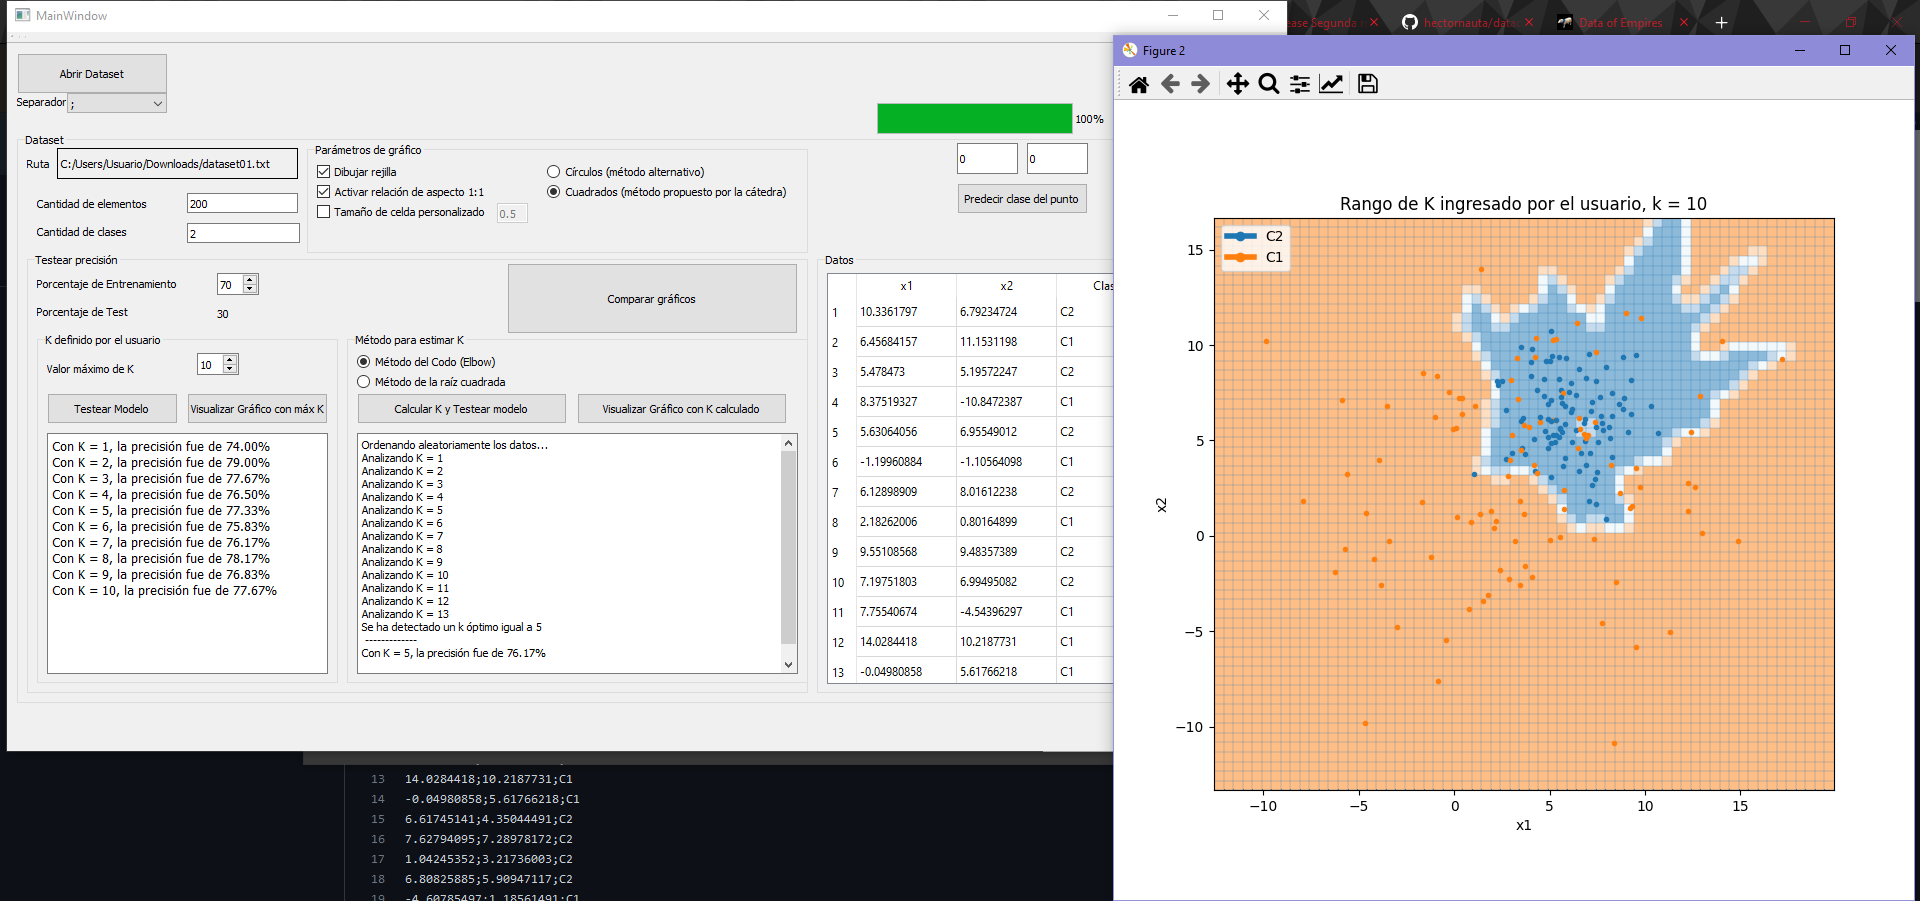 MainWindow
Abrir Dataset
Separador ;
100%
Dataset
Ruta C:/Users/Usuario/Downloads/dataset01.txt
Cantidad de elementos 200
Cantidad de clases 2
Parámetros de gráfico
Dibujar rejilla
Activar relación de aspecto 1:1
Tamaño de celda personalizado 0.5
Círculos (método alternativo)
Cuadrados (método propuesto por la cátedra)
0 0
Predecir clase del punto
Testear precisión
Porcentaje de Entrenamiento 70
Porcentaje de Test 30
Comparar gráficos
K definido por el usuario
Valor máximo de K 10
Testear Modelo
Visualizar Gráfico con máx K
Con K = 1, la precisión fue de 74.00%
Con K = 2, la precisión fue de 79.00%
Con K = 3, la precisión fue de 77.67%
Con K = 4, la precisión fue de 76.50%
Con K = 5, la precisión fue de 77.33%
Con K = 6, la precisión fue de 75.83%
Con K = 7, la precisión fue de 76.17%
Con K = 8, la precisión fue de 78.17%
Con K = 9, la precisión fue de 76.83%
Con K = 10, la precisión fue de 77.67%
Método para estimar K
Método del Codo (Elbow)
Método de la raíz cuadrada
Calcular K y Testear modelo
Visualizar Gráfico con K calculado
Ordenando aleatoriamente los datos...
Analizando K = 1
Analizando K = 2
Analizando K = 3
Analizando K = 4
Analizando K = 5
Analizando K = 6
Analizando K = 7
Analizando K = 8
Analizando K = 9
Analizando K = 10
Analizando K = 11
Analizando K = 12
Analizando K = 13
Se ha detectado un k óptimo igual a 5
-------------
Con K = 5, la precisión fue de 76.17%
Datos
x1 x2 Clas
1 10.3361797 6.79234724 C2
2 6.45684157 11.1531198 C1
3 5.478473 5.19572247 C2
4 8.37519327 -10.8472387 C1
5 5.63064056 6.95549012 C2
6 -1.19960884 -1.10564098 C1
7 6.12898909 8.01612238 C2
8 2.18262006 0.80164899 C1
9 9.55108568 9.48357389 C2
10 7.19751803 6.99495082 C2
11 7.75540674 -4.54396297 C1
12 14.0284418 10.2187731 C1
13 -0.04980858 5.61766218 C1
13 14.0284418;10.2187731;C1
14 -0.04980858;5.61766218;C1
15 6.61745141;4.35044491;C2
16 7.62794095;7.28978172;C2
17 1.04245352;3.21736003;C2
18 6.80825885;5.90947117;C2
19 -4.60785497;1.18561491;C1
ease Segunda
hectornauta/data
Data of Empires
Figure 2
Rango de K ingresado por el usuario, k = 10
C2
C1
15
10
5
0
−5
−10
x2
−10 −5 0 5 10 15
x1